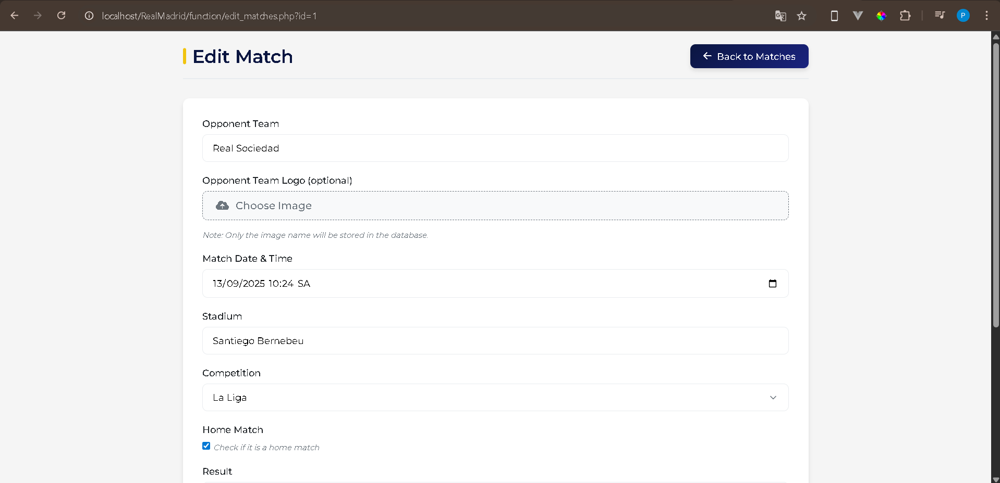 localhost/RealMadrid/function/edit_matches.php?id=1
P
Edit Match
Back to Matches
Opponent Team
Real Sociedad
Opponent Team Logo (optional)
Choose Image
Note: Only the image name will be stored in the database.
Match Date & Time
13/09/2025 10:24 SA
Stadium
Santiego Bernebeu
Competition
La Liga
Home Match
Check if it is a home match
Result